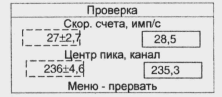 Проверка
Скор. счета, имп/с
27±2,7 28,5
Центр пика, канал
236±4,6 235,3
Меню - прервать